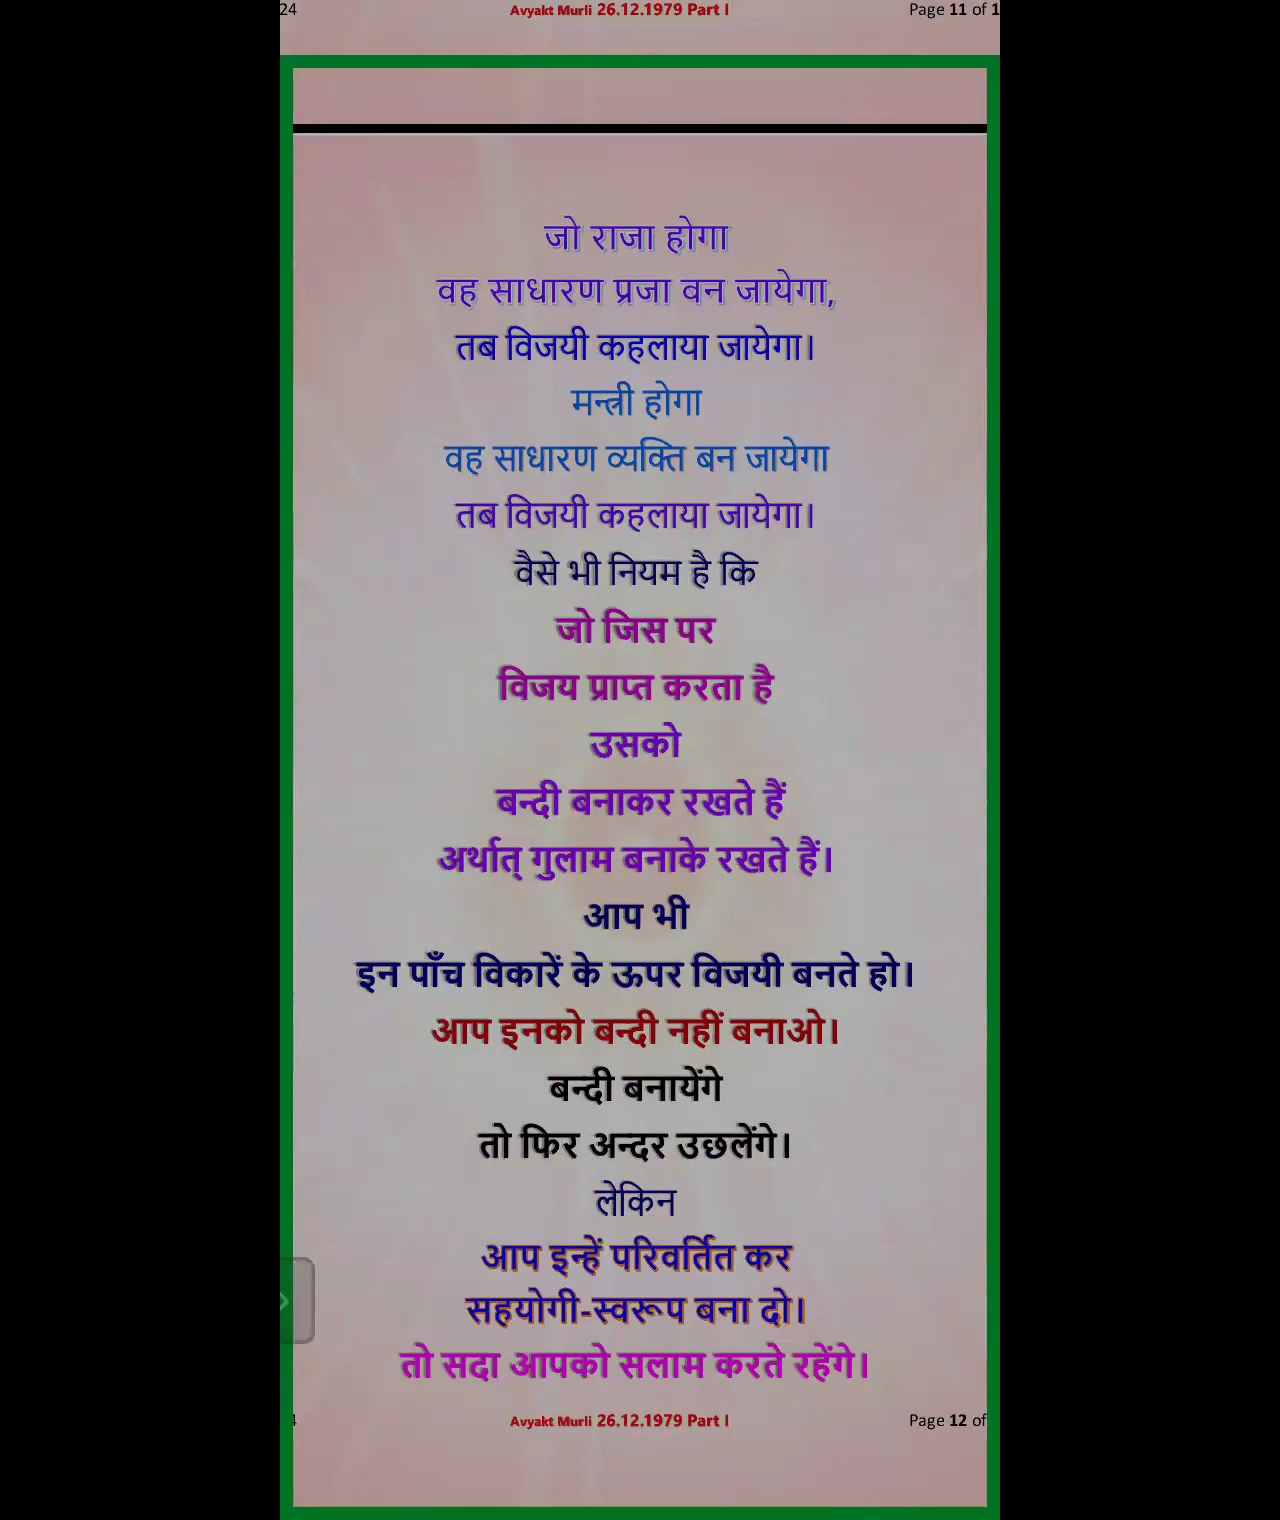 24 Avyakt Murli 26.12.1979 Part I Page 11 of 1
जो राजा होगा
वह साधारण प्रजा बन जायेगा,
तब विजयी कहलाया जायेगा।
मन्त्री होगा
वह साधारण व्यक्ति बन जायेगा
तब विजयी कहलाया जायेगा।
वैसे भी नियम है कि
जो जिस पर
विजय प्राप्त करता है
उसको
बन्दी बनाकर रखते हैं
अर्थात् गुलाम बनाके रखते हैं।
आप भी
इन पाँच विकारें के ऊपर विजयी बनते हो।
आप इनको बन्दी नहीं बनाओ।
बन्दी बनायेंगे
तो फिर अन्दर उछलेंगे।
लेकिन
आप इन्हें परिवर्तित कर
सहयोगी-स्वरूप बना दो।
तो सदा आपको सलाम करते रहेंगे।
4 Avyakt Murli 26.12.1979 Part I Page 12 of